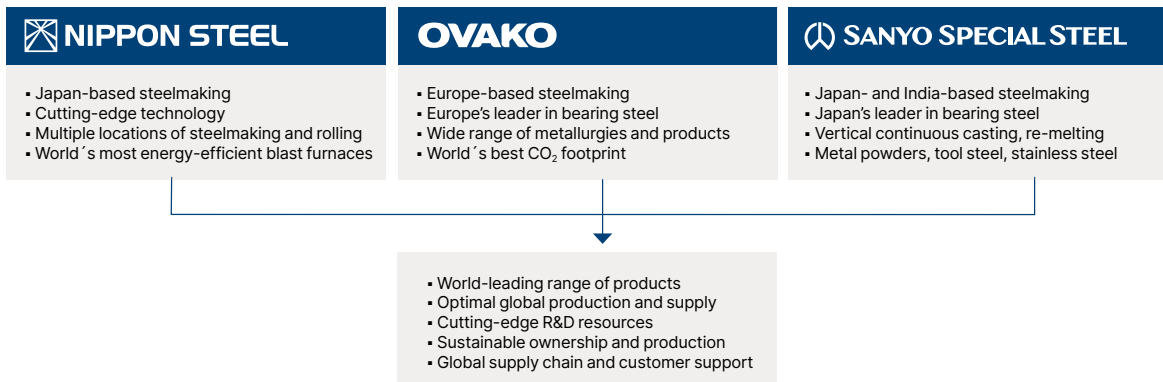 NIPPON STEEL
▪ Japan-based steelmaking
▪ Cutting-edge technology
▪ Multiple locations of steelmaking and rolling
▪ World´s most energy-efficient blast furnaces
OVAKO
▪ Europe-based steelmaking
▪ Europe’s leader in bearing steel
▪ Wide range of metallurgies and products
▪ World´s best CO₂ footprint
SANYO SPECIAL STEEL
▪ Japan- and India-based steelmaking
▪ Japan’s leader in bearing steel
▪ Vertical continuous casting, re-melting
▪ Metal powders, tool steel, stainless steel
▪ World-leading range of products
▪ Optimal global production and supply
▪ Cutting-edge R&D resources
▪ Sustainable ownership and production
▪ Global supply chain and customer support